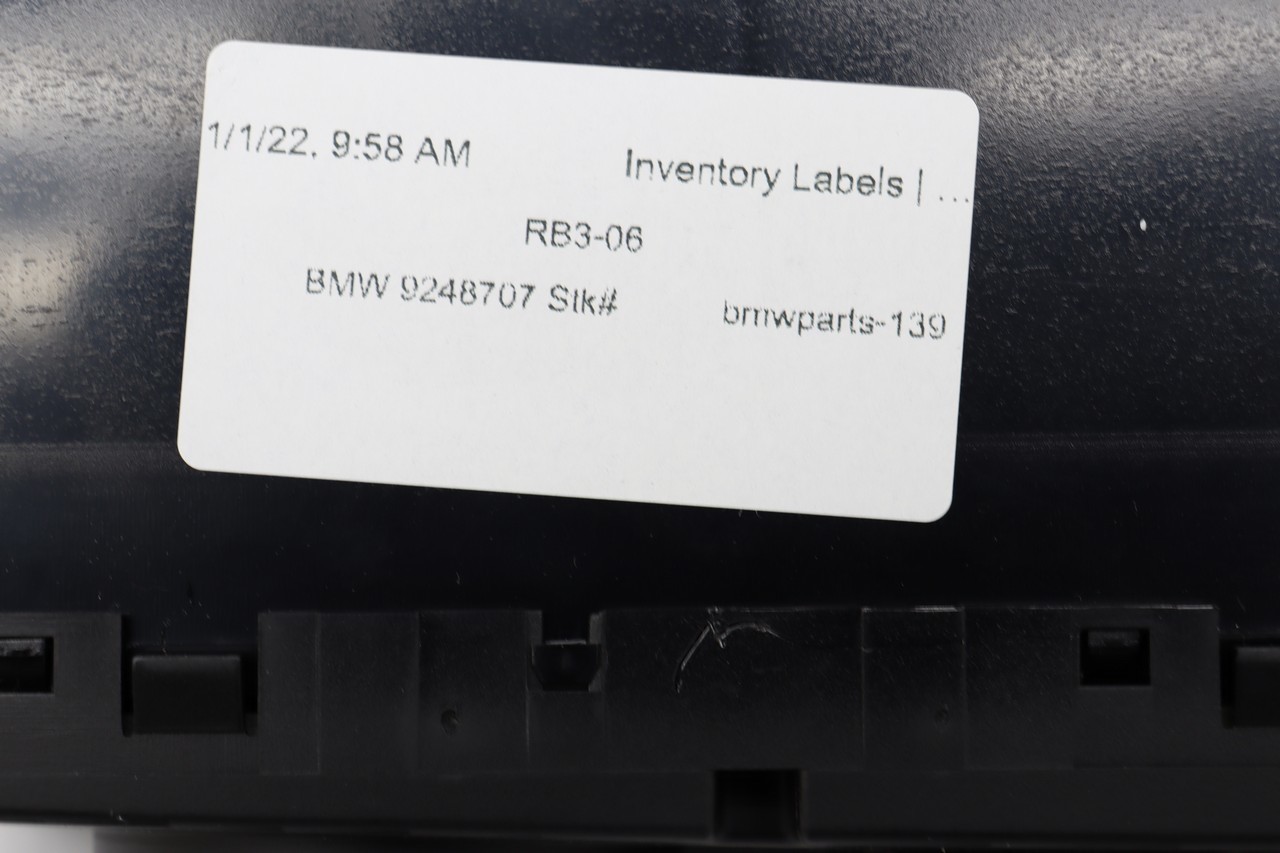 1/1/22, 9:58 AM Inventory Labels | ...
RB3-06
BMW 9248707 Stk# bmwparts-139